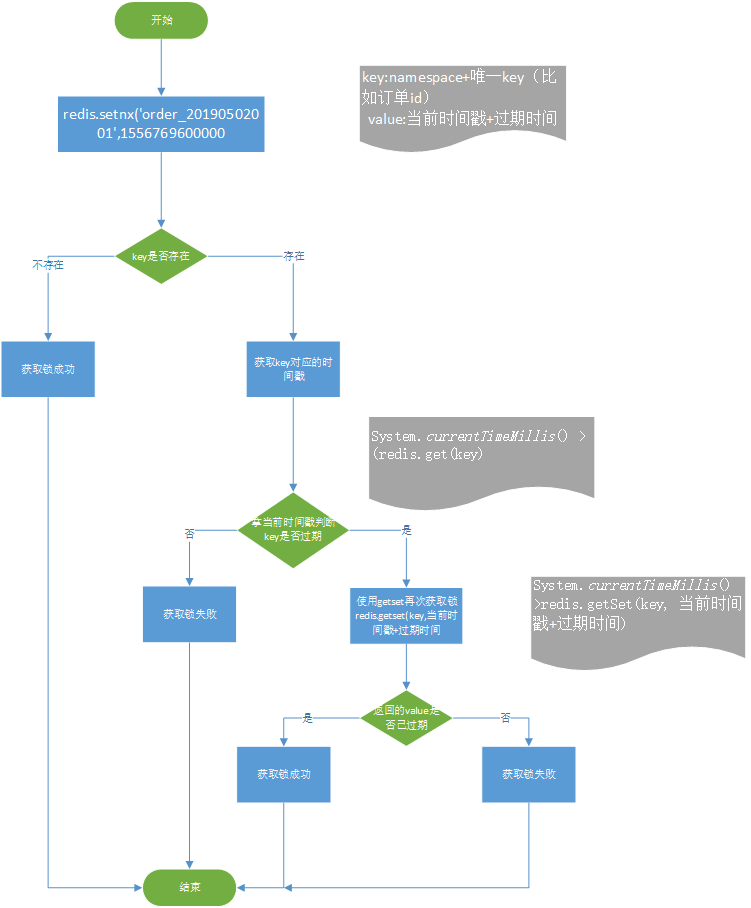 开始
redis.setnx('order_20190502
01',1556769600000
key:namespace+唯一key（比
如订单id）
value:当前时间戳+过期时间
key是否存在
不存在
存在
获取锁成功
获取key对应的时
间戳
System.currentTimeMillis() >
(redis.get(key)
拿当前时间戳判断
key是否过期
否
是
获取锁失败
使用getset再次获取锁
redis.getset(key,当前时
间戳+过期时间
System.currentTimeMillis()
>redis.getSet(key, 当前时间
戳+过期时间)
返回的value是
否已过期
是
否
获取锁成功
获取锁失败
结束